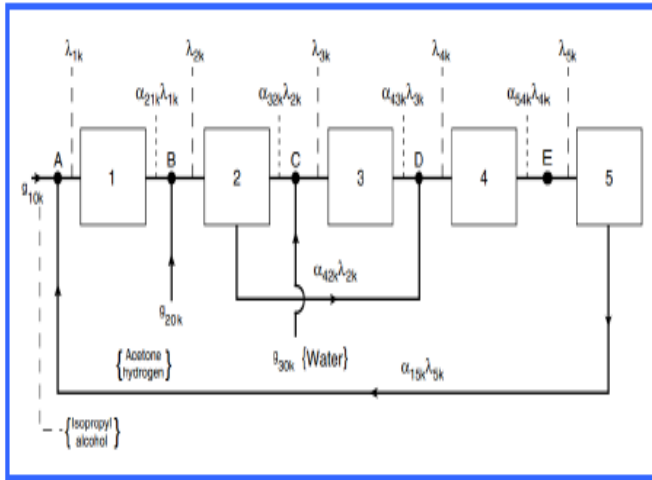 λ1k λ2k λ3k λ4k λ5k
α21kλ1k α32kλ2k α43kλ3k α54kλ4k
A B C D E
1 2 3 4 5
g10k
α42kλ2k
g20k
{Acetone
hydrogen}
g30k {Water}
α15kλ5k
{Isopropyl
alcohol}